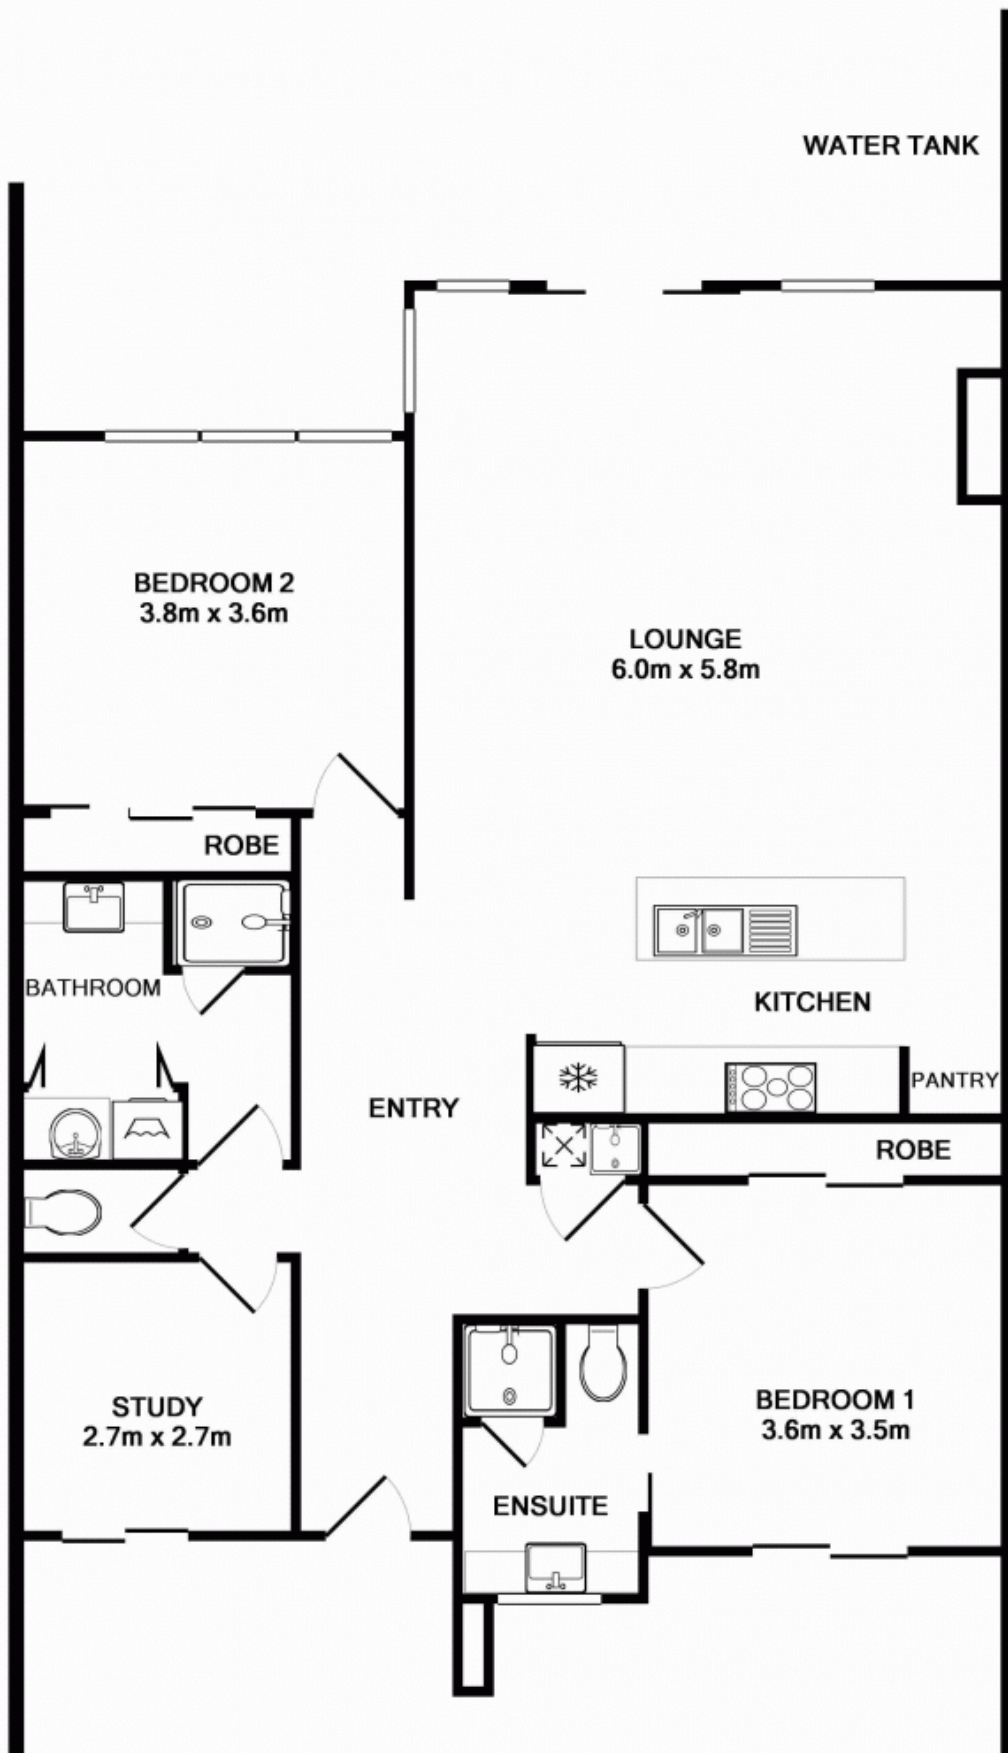 WATER TANK
BEDROOM 2
3.8m x 3.6m
LOUNGE
6.0m x 5.8m
ROBE
BATHROOM
KITCHEN
PANTRY
ENTRY
ROBE
STUDY
2.7m x 2.7m
BEDROOM 1
3.6m x 3.5m
ENSUITE